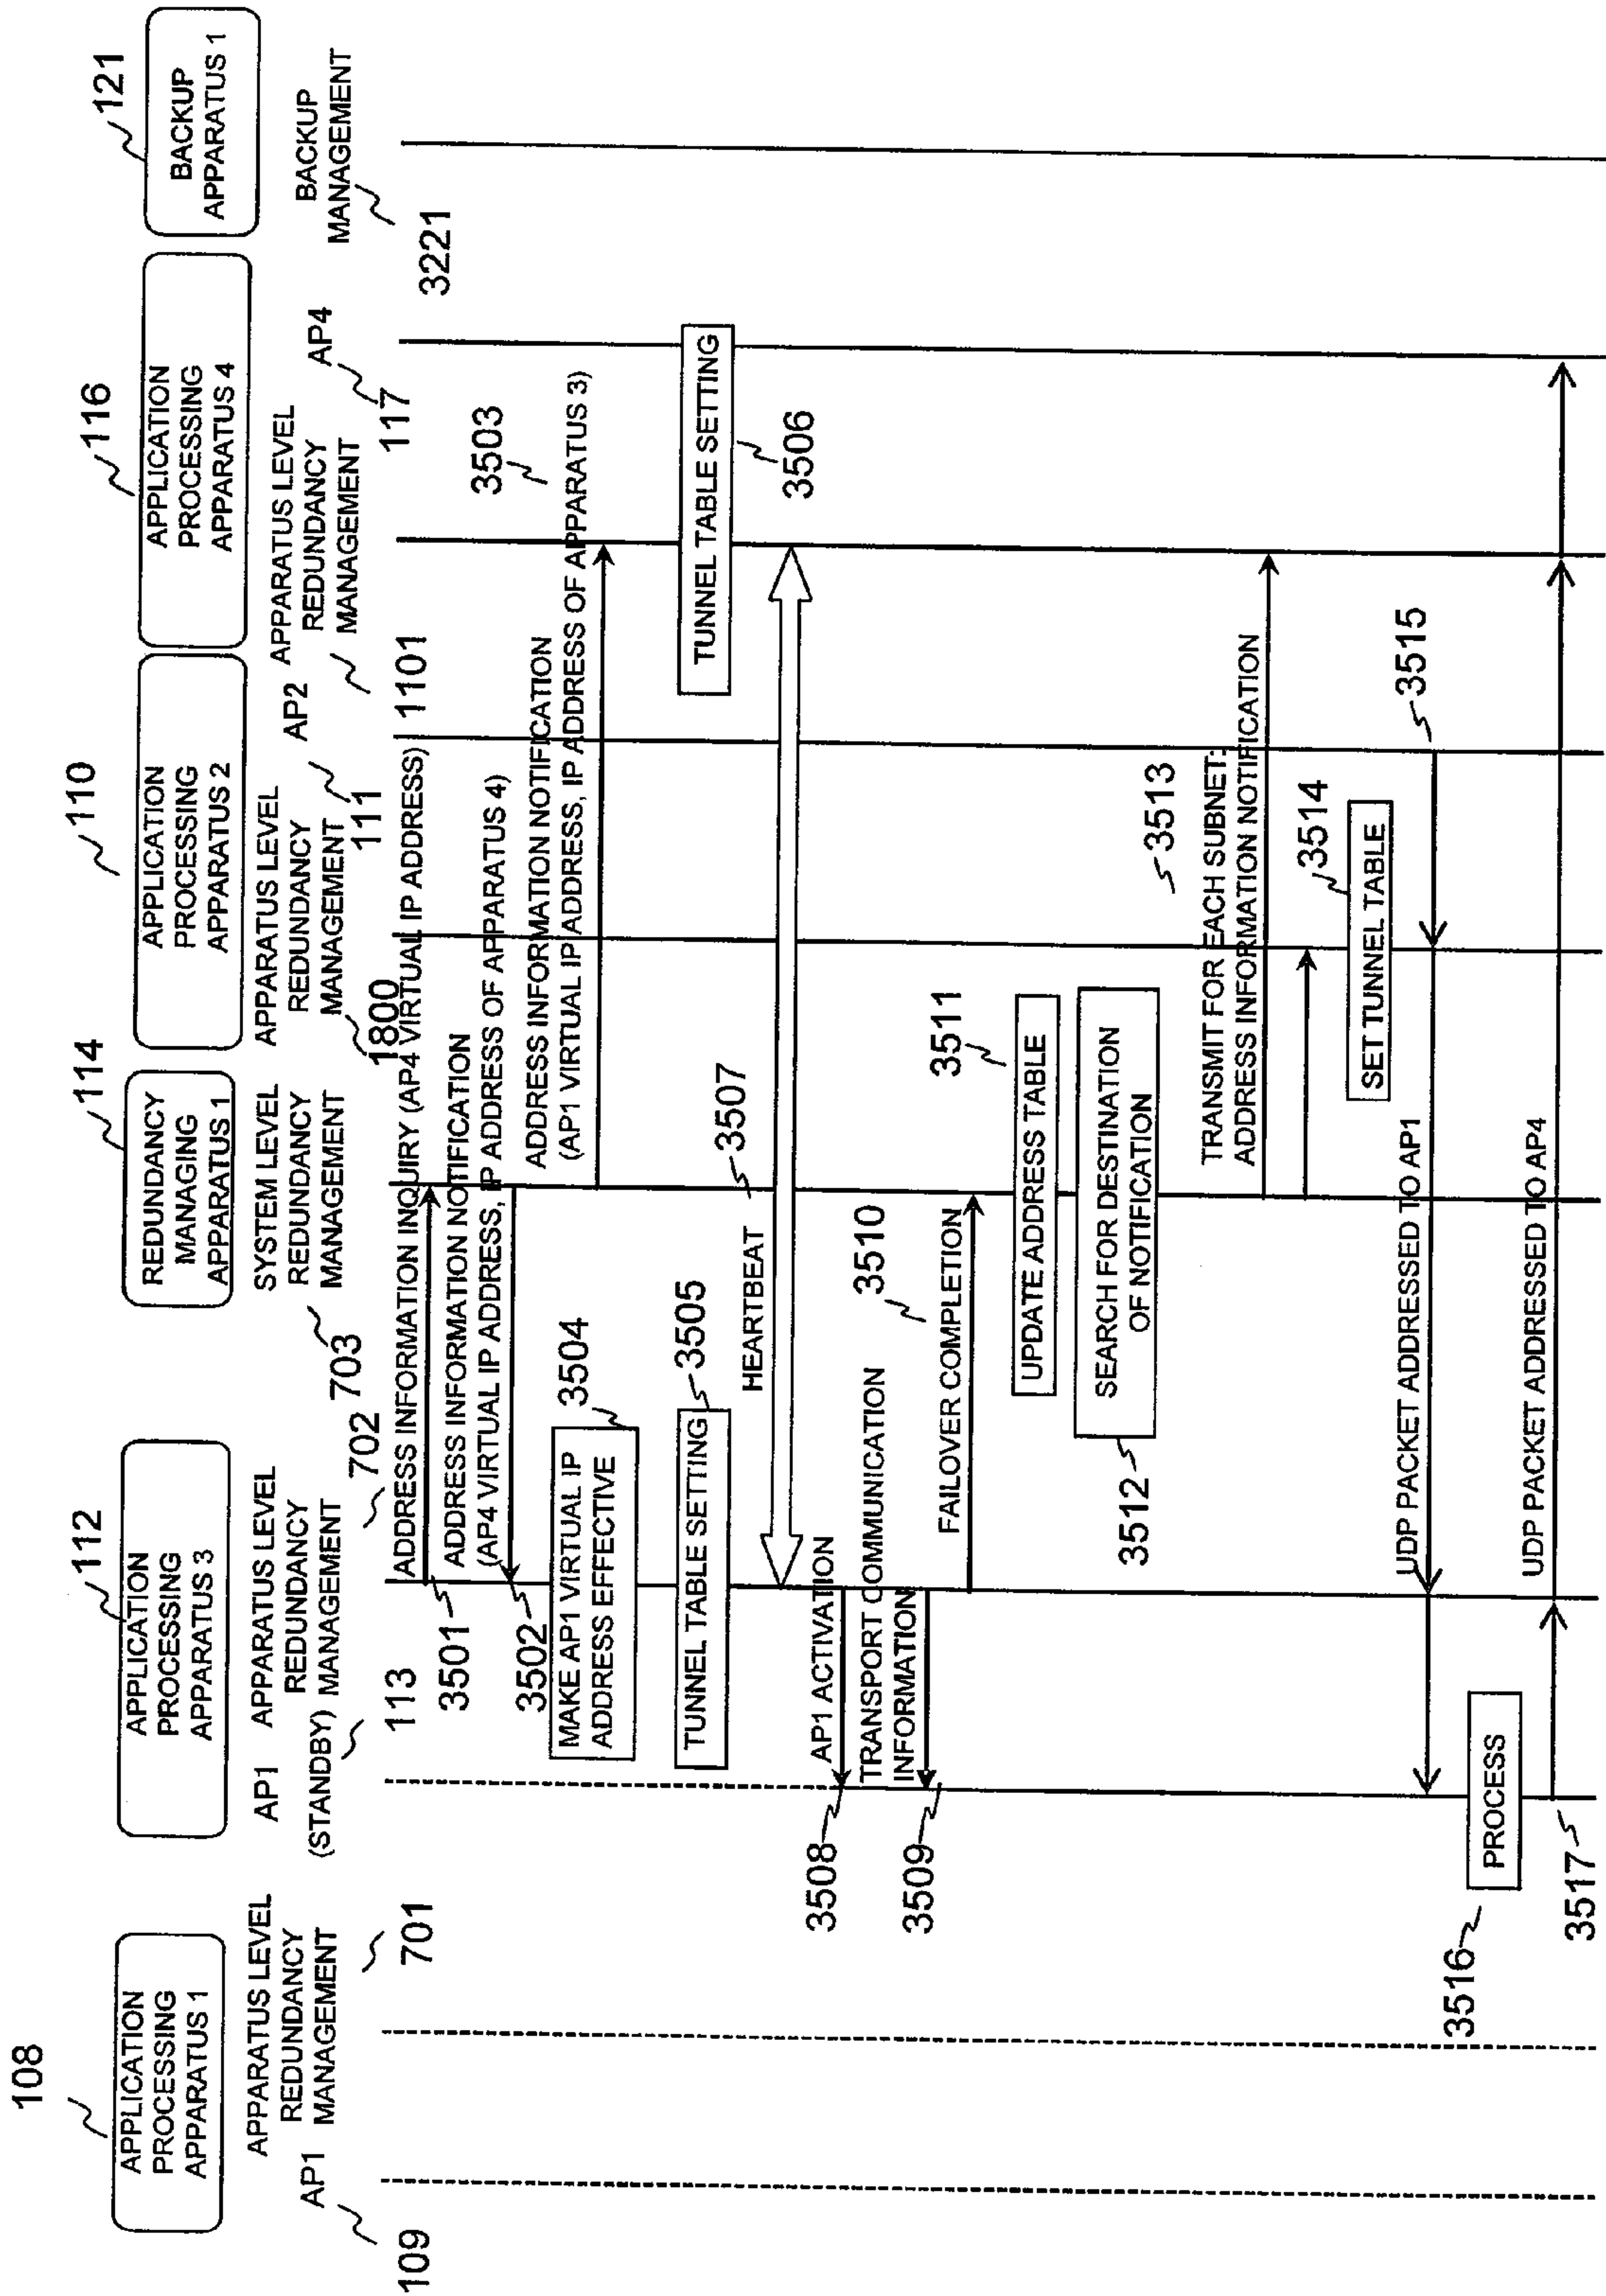 108
APPLICATION
PROCESSING
APPARATUS 1
112
APPLICATION
PROCESSING
APPARATUS 3
114
REDUNDANCY
MANAGING
APPARATUS 1
110
APPLICATION
PROCESSING
APPARATUS 2
116
APPLICATION
PROCESSING
APPARATUS 4
121
BACKUP
APPARATUS 1
AP1
109
APPARATUS LEVEL
REDUNDANCY
MANAGEMENT
701
AP1
(STANDBY)
113
APPARATUS LEVEL
REDUNDANCY
MANAGEMENT
702
SYSTEM LEVEL
REDUNDANCY
MANAGEMENT
703
APPARATUS LEVEL
REDUNDANCY
MANAGEMENT
1800
AP2
111
APPARATUS LEVEL
REDUNDANCY
MANAGEMENT
1101
AP4
117
BACKUP
MANAGEMENT
3221
ADDRESS INFORMATION INQUIRY (AP4 VIRTUAL IP ADDRESS)
3501
ADDRESS INFORMATION NOTIFICATION
(AP4 VIRTUAL IP ADDRESS, IP ADDRESS OF APPARATUS 4)
3502
ADDRESS INFORMATION NOTIFICATION
(AP1 VIRTUAL IP ADDRESS, IP ADDRESS OF APPARATUS 3)
3503
MAKE AP1 VIRTUAL IP
ADDRESS EFFECTIVE
3504
TUNNEL TABLE SETTING
3505
TUNNEL TABLE SETTING
3506
HEARTBEAT
3507
AP1 ACTIVATION
3508
TRANSPORT COMMUNICATION
INFORMATION
3509
FAILOVER COMPLETION
3510
UPDATE ADDRESS TABLE
3511
SEARCH FOR DESTINATION
OF NOTIFICATION
3512
TRANSMIT FOR EACH SUBNET:
ADDRESS INFORMATION NOTIFICATION
3513
SET TUNNEL TABLE
3514
UDP PACKET ADDRESSED TO AP1
3515
PROCESS
3516
UDP PACKET ADDRESSED TO AP4
3517